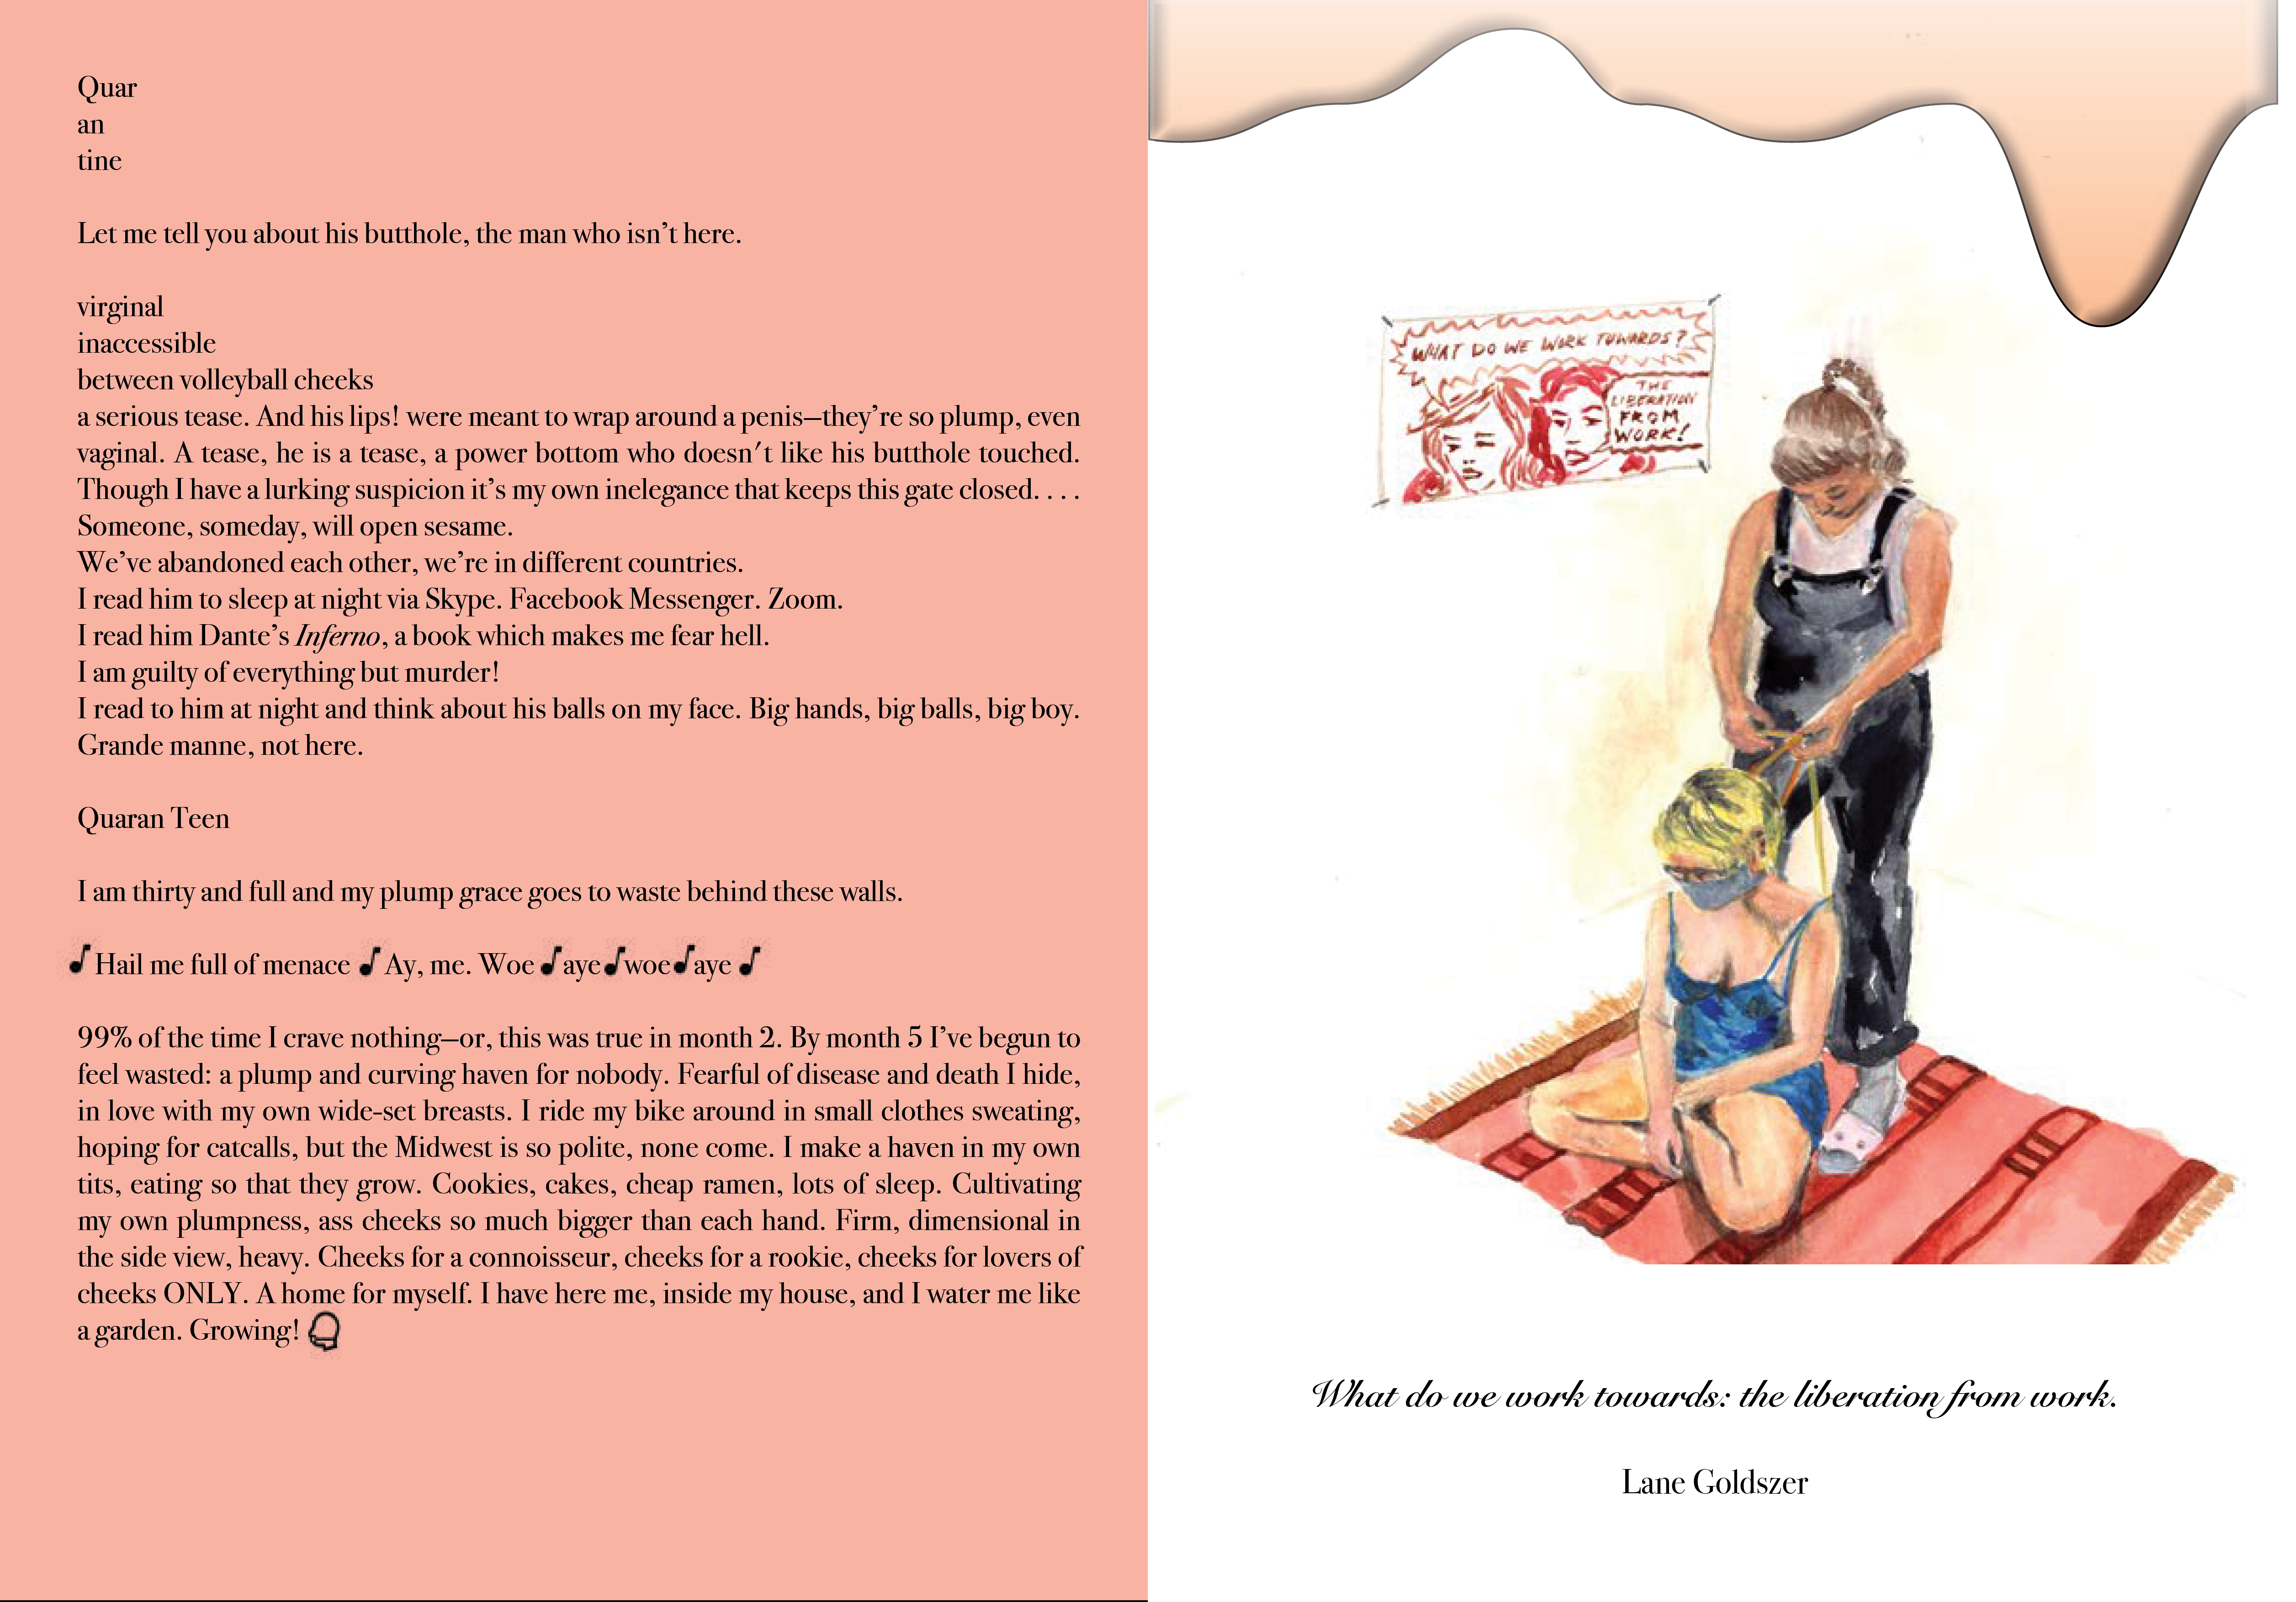 Quar
an
tine
Let me tell you about his butthole, the man who isn’t here.
virginal
inaccessible
between volleyball cheeks
a serious tease. And his lips! were meant to wrap around a penis—they’re so plump, even
vaginal. A tease, he is a tease, a power bottom who doesn't like his butthole touched.
Though I have a lurking suspicion it’s my own inelegance that keeps this gate closed. . . .
Someone, someday, will open sesame.
We’ve abandoned each other, we’re in different countries.
I read him to sleep at night via Skype. Facebook Messenger. Zoom.
I read him Dante’s Inferno, a book which makes me fear hell.
I am guilty of everything but murder!
I read to him at night and think about his balls on my face. Big hands, big balls, big boy.
Grande manne, not here.
Quaran Teen
I am thirty and full and my plump grace goes to waste behind these walls.
♪ Hail me full of menace ♪ Ay, me. Woe ♪ aye ♪ woe ♪ aye ♪
99% of the time I crave nothing—or, this was true in month 2. By month 5 I’ve begun to
feel wasted: a plump and curving haven for nobody. Fearful of disease and death I hide,
in love with my own wide-set breasts. I ride my bike around in small clothes sweating,
hoping for catcalls, but the Midwest is so polite, none come. I make a haven in my own
tits, eating so that they grow. Cookies, cakes, cheap ramen, lots of sleep. Cultivating
my own plumpness, ass cheeks so much bigger than each hand. Firm, dimensional in
the side view, heavy. Cheeks for a connoisseur, cheeks for a rookie, cheeks for lovers of
cheeks ONLY. A home for myself. I have here me, inside my house, and I water me like
a garden. Growing!
WHAT DO WE WORK TOWARDS?
THE
LIBERATION
FROM
WORK!
What do we work towards: the liberation from work.
Lane Goldszer